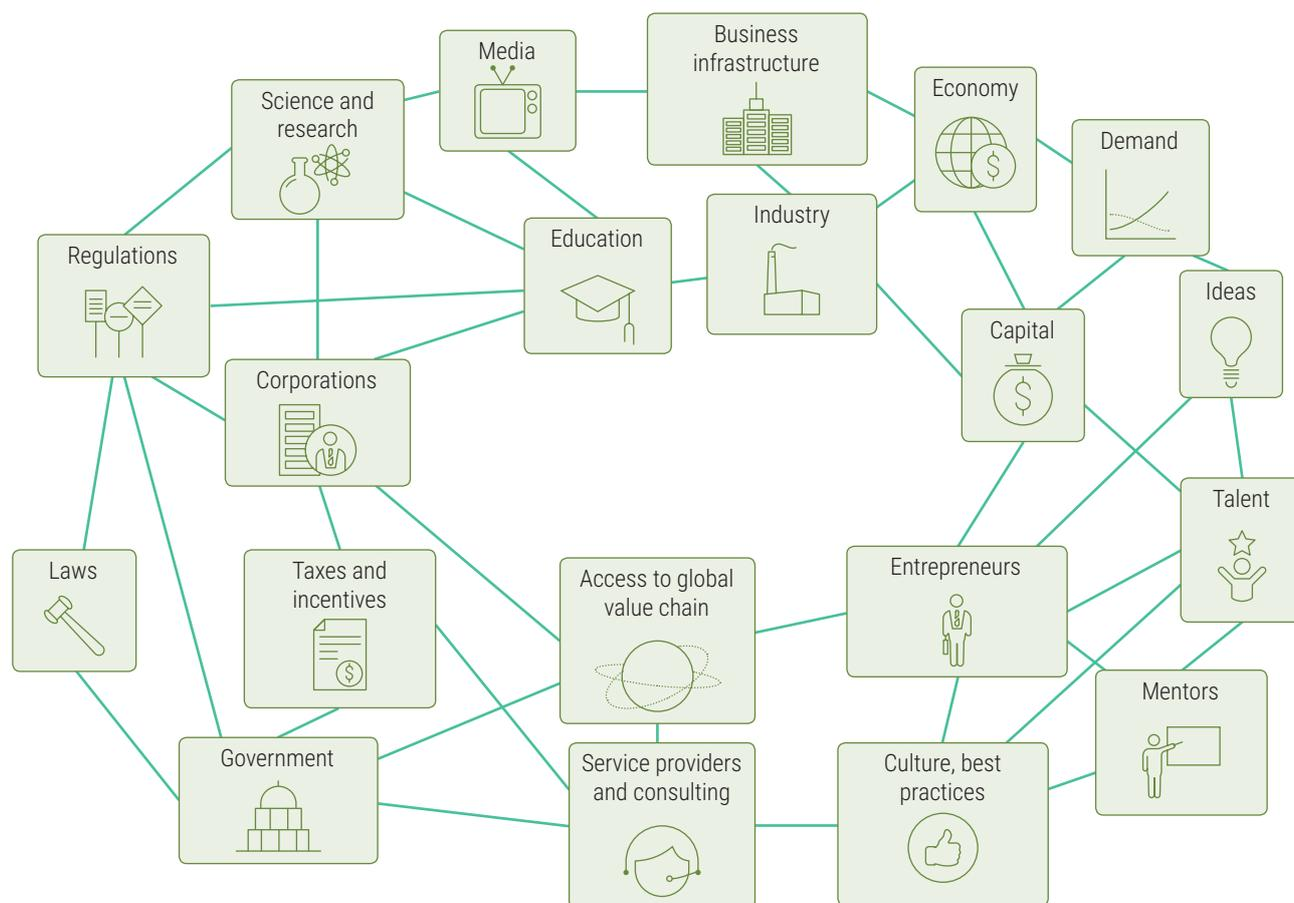 Media
Business
infrastructure
Science and
research
Economy
Demand
Education
Industry
Regulations
Ideas
Capital
Corporations
Talent
Laws
Taxes and
incentives
Access to global
value chain
Entrepreneurs
Mentors
Government
Service providers
and consulting
Culture, best
practices
$
$
$